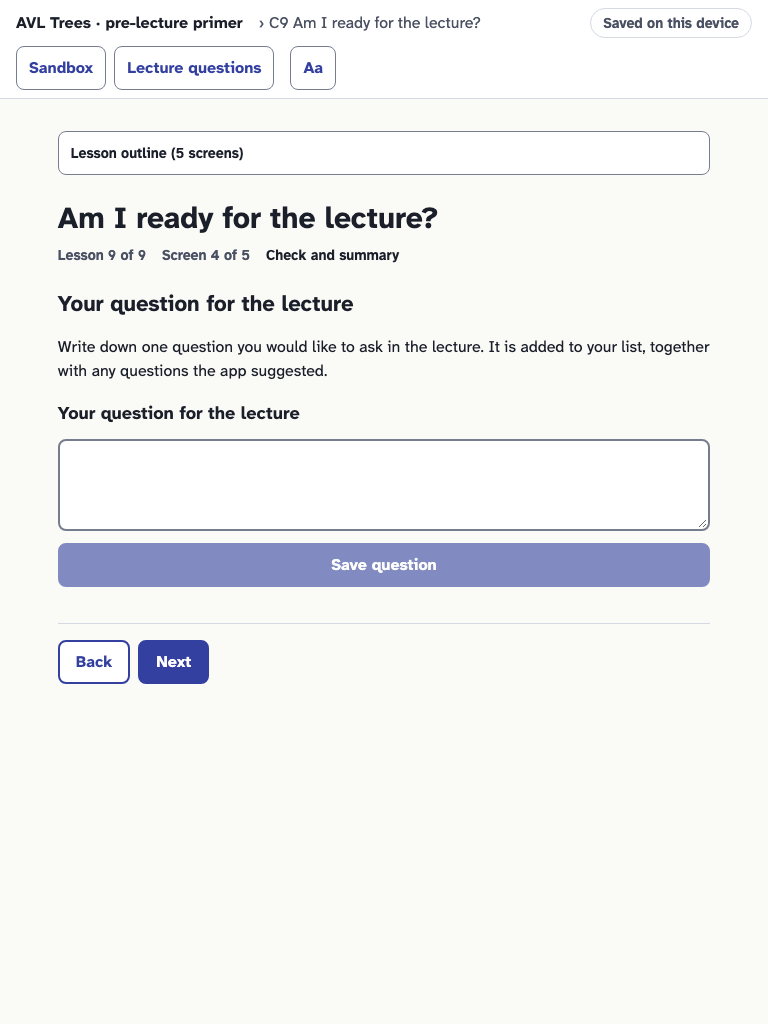 AVL Trees · pre-lecture primer › C9 Am I ready for the lecture? Saved on this device
Sandbox Lecture questions Aa
Lesson outline (5 screens)
Am I ready for the lecture?
Lesson 9 of 9 Screen 4 of 5 Check and summary
Your question for the lecture
Write down one question you would like to ask in the lecture. It is added to your list, together
with any questions the app suggested.
Your question for the lecture
Save question
Back Next